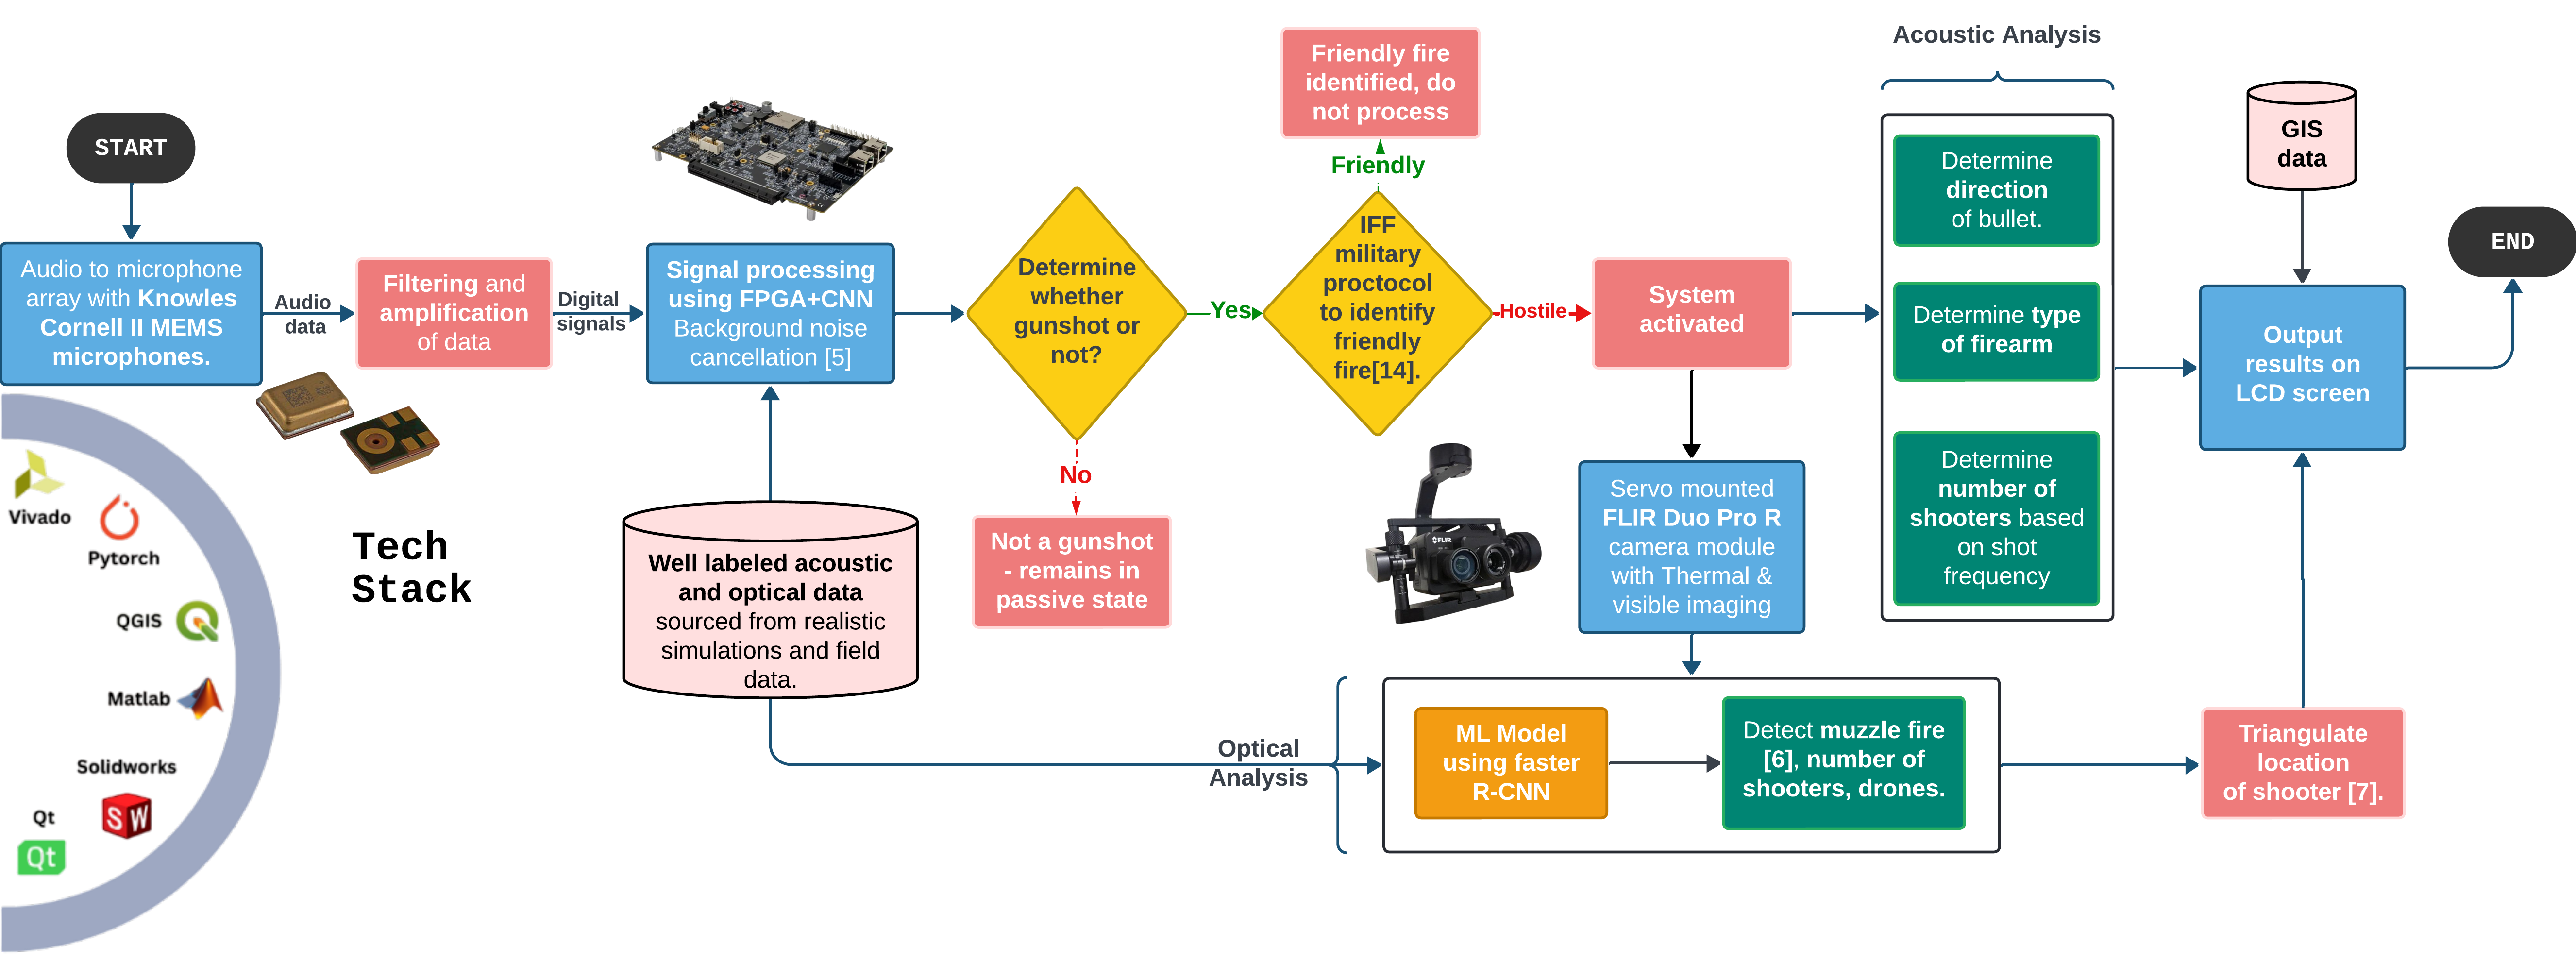 START
Audio to microphone
array with Knowles
Cornell II MEMS
microphones.
Audio
data
Filtering and
amplification
of data
Digital
signals
Signal processing
using FPGA+CNN
Background noise
cancellation [5]
Well labeled acoustic
and optical data
sourced from realistic
simulations and field
data.
Determine
whether
gunshot or
not?
No
Not a gunshot
- remains in
passive state
Yes
IFF
military
proctocol
to identify
friendly
fire[14].
Friendly
Friendly fire
identified, do
not process
Hostile
System
activated
FLIR
Servo mounted
FLIR Duo Pro R
camera module
with Thermal &
visible imaging
Acoustic Analysis
Determine
direction
of bullet.
Determine type
of firearm
Determine
number of
shooters based
on shot
frequency
Optical
Analysis
ML Model
using faster
R-CNN
Detect muzzle fire
[6], number of
shooters, drones.
Triangulate
location
of shooter [7].
GIS
data
Output
results on
LCD screen
END
Tech
Stack
Vivado
Pytorch
QGIS
Matlab
Solidworks
SW
Qt
Qt